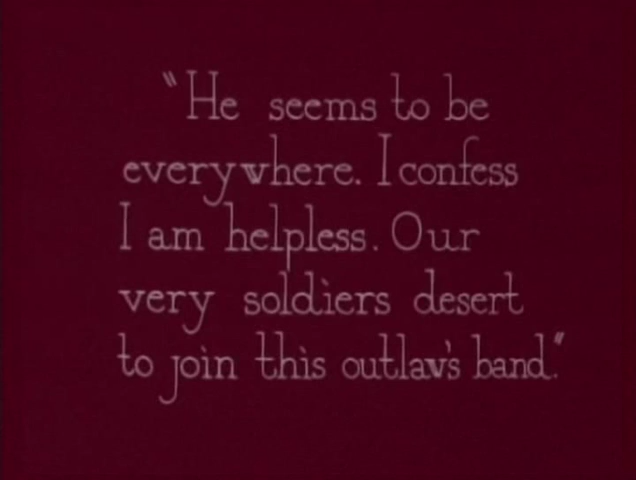 "He seems to be
everywhere. I confess
I am helpless. Our
very soldiers desert
to join this outlaw's band."